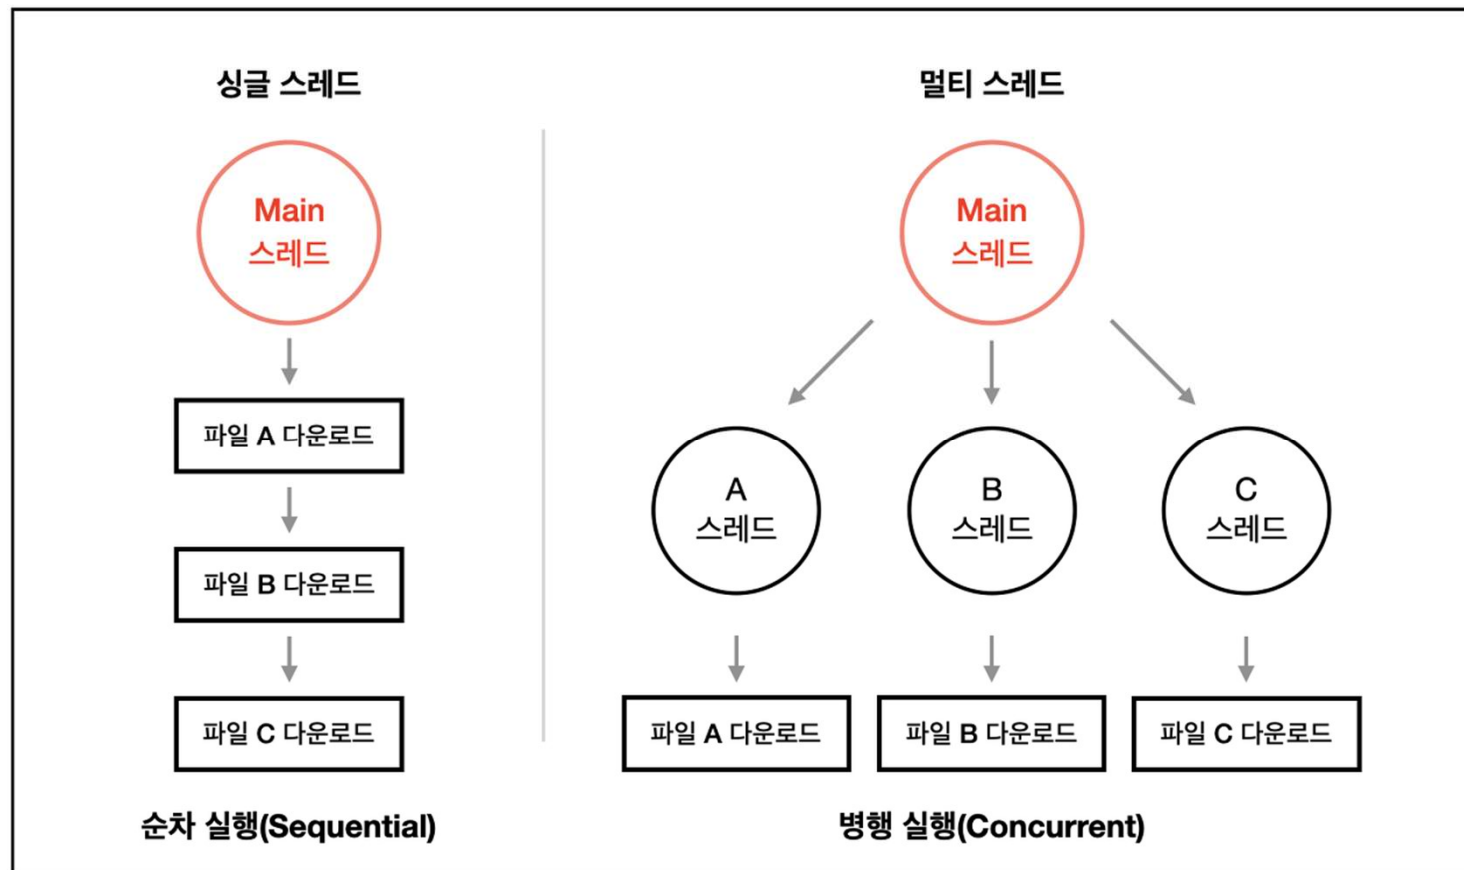 싱글 스레드
Main
스레드
파일 A 다운로드
파일 B 다운로드
파일 C 다운로드
순차 실행(Sequential)
멀티 스레드
Main
스레드
A
스레드
B
스레드
C
스레드
파일 A 다운로드
파일 B 다운로드
파일 C 다운로드
병행 실행(Concurrent)